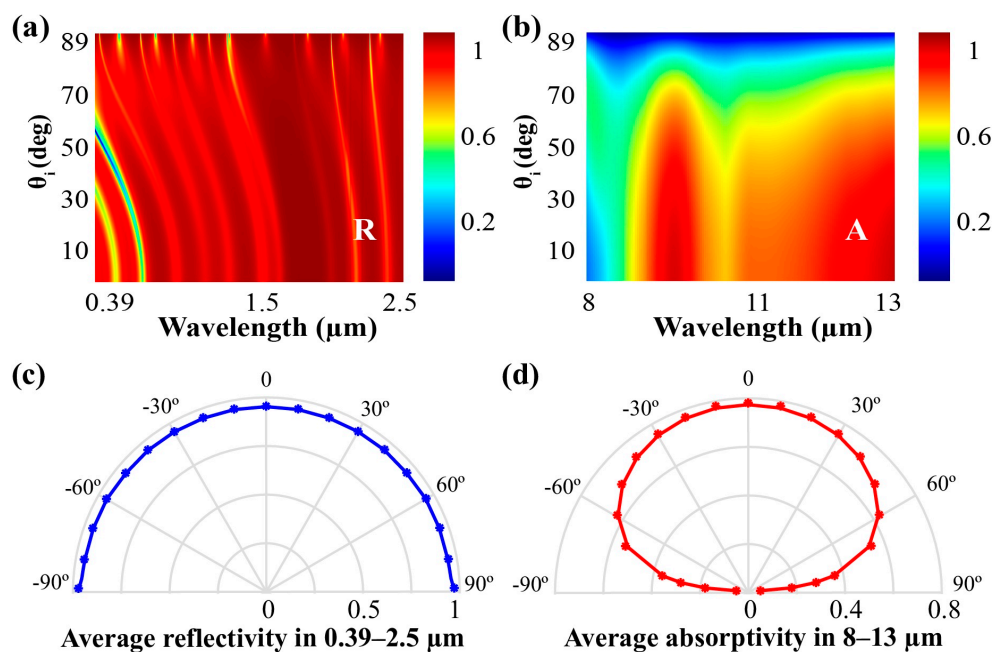 (a)
89
70
50
30
10
θi (deg)
R
0.39
1.5
2.5
Wavelength (μm)
1
0.6
0.2
(b)
89
70
50
30
10
θi (deg)
A
8
11
13
Wavelength (μm)
1
0.6
0.2
(c)
0
-30º
30º
-60º
60º
-90º
90º
0
0.5
1
Average reflectivity in 0.39–2.5 μm
(d)
0
-30º
30º
-60º
60º
-90º
90º
0
0.4
0.8
Average absorptivity in 8–13 μm